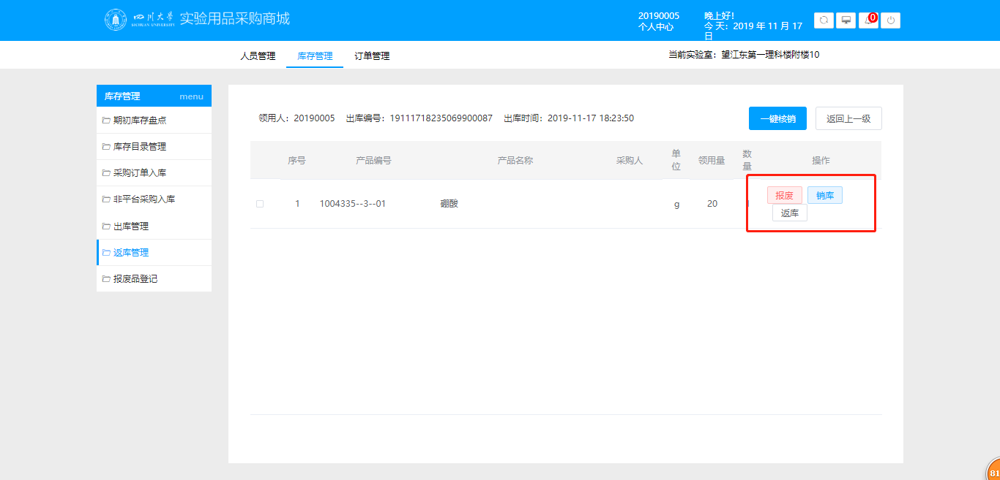 四川大学 实验用品采购商城
SICHUAN UNIVERSITY
20190005
个人中心
晚上好!
今 天: 2019 年 11 月 17
日
0
人员管理 库存管理 订单管理
当前实验室: 望江东第一理科楼附楼10
库存管理 menu
期初库存盘点
库存目录管理
采购订单入库
非平台采购入库
出库管理
返库管理
报废品登记
领用人: 20190005 出库编号: 19111718235069900087 出库时间: 2019-11-17 18:23:50
一键核销 返回上一级
序号 产品编号 产品名称 采购人 单位 领用量 数量 操作
1 1004335--3--01 硼酸 g 20
报废 销库
返库
81